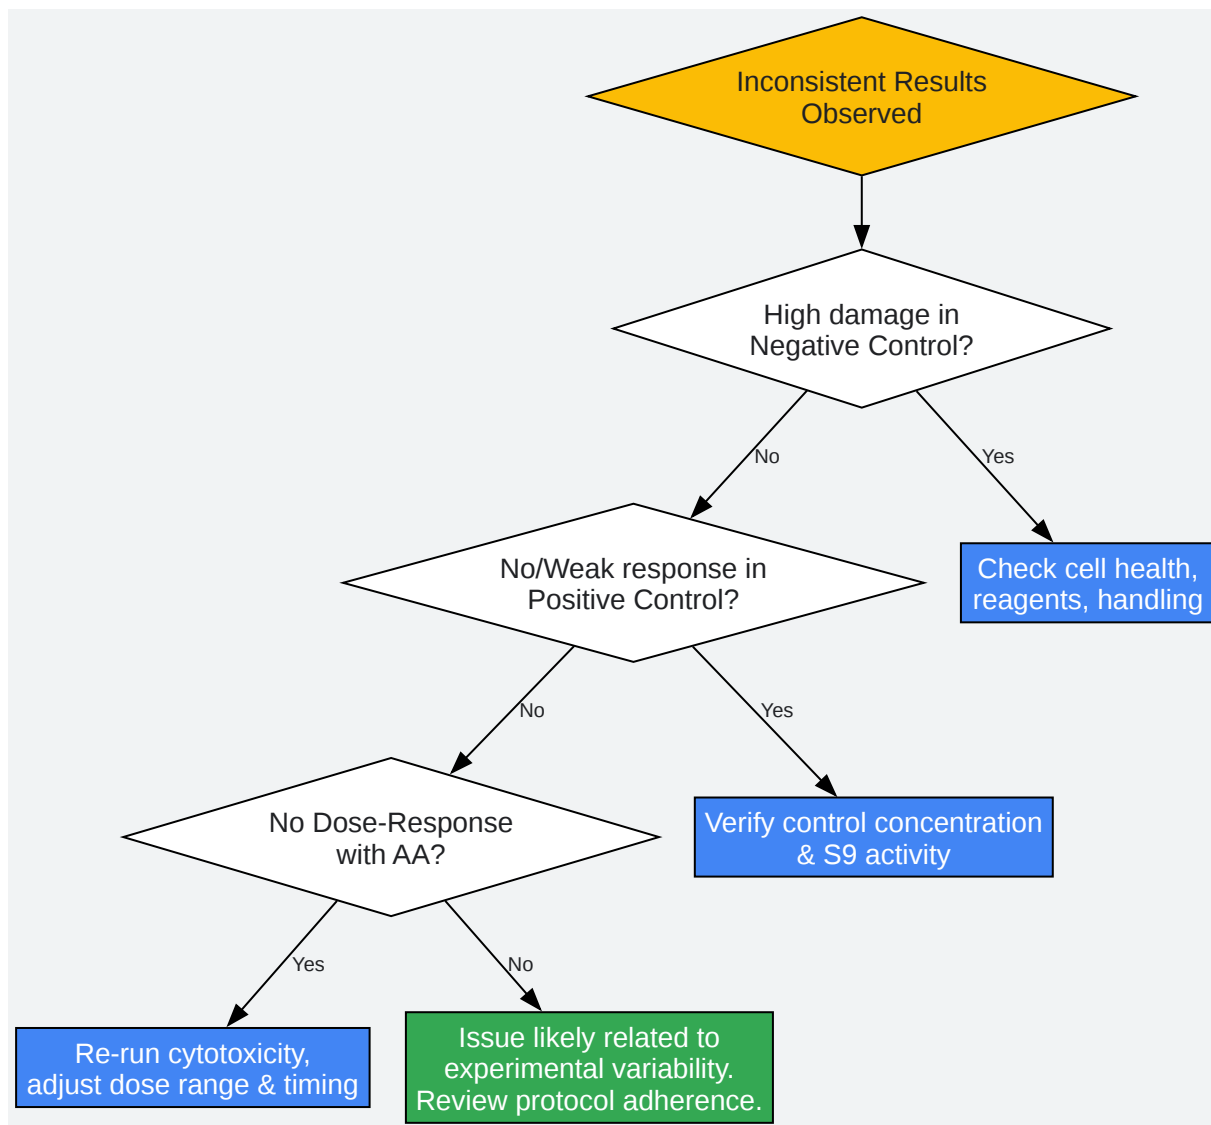 Inconsistent Results
Observed
High damage in
Negative Control?
No
Yes
No/Weak response in
Positive Control?
Check cell health,
reagents, handling
No
Yes
No Dose-Response
with AA?
Verify control concentration
& S9 activity
Yes
No
Re-run cytotoxicity,
adjust dose range & timing
Issue likely related to
experimental variability.
Review protocol adherence.